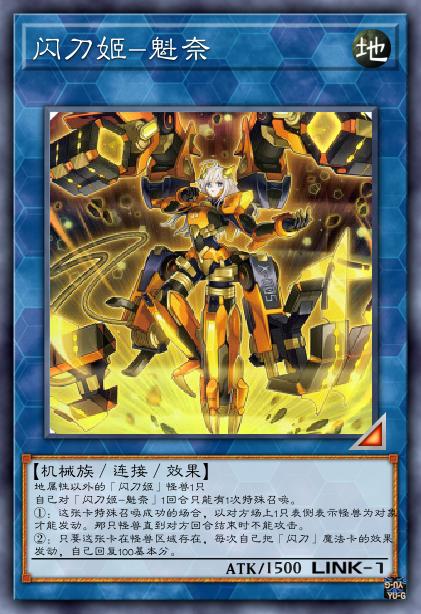 闪刀姬-魁奈
地
【机械族/连接/效果】
地属性以外的「闪刀姬」怪兽1只
自己对「闪刀姬-魁奈」1回合只能有1次特殊召唤。
①：这张卡特殊召唤成功的场合，以对方场上1只表侧表示怪兽为对象
才能发动。那只怪兽直到对方回合结束时不能攻击。
②：只要这张卡在怪兽区域存在，每次自己把「闪刀」魔法卡的效果
发动，自己回复100基本分。
ATK/1500 LINK-1